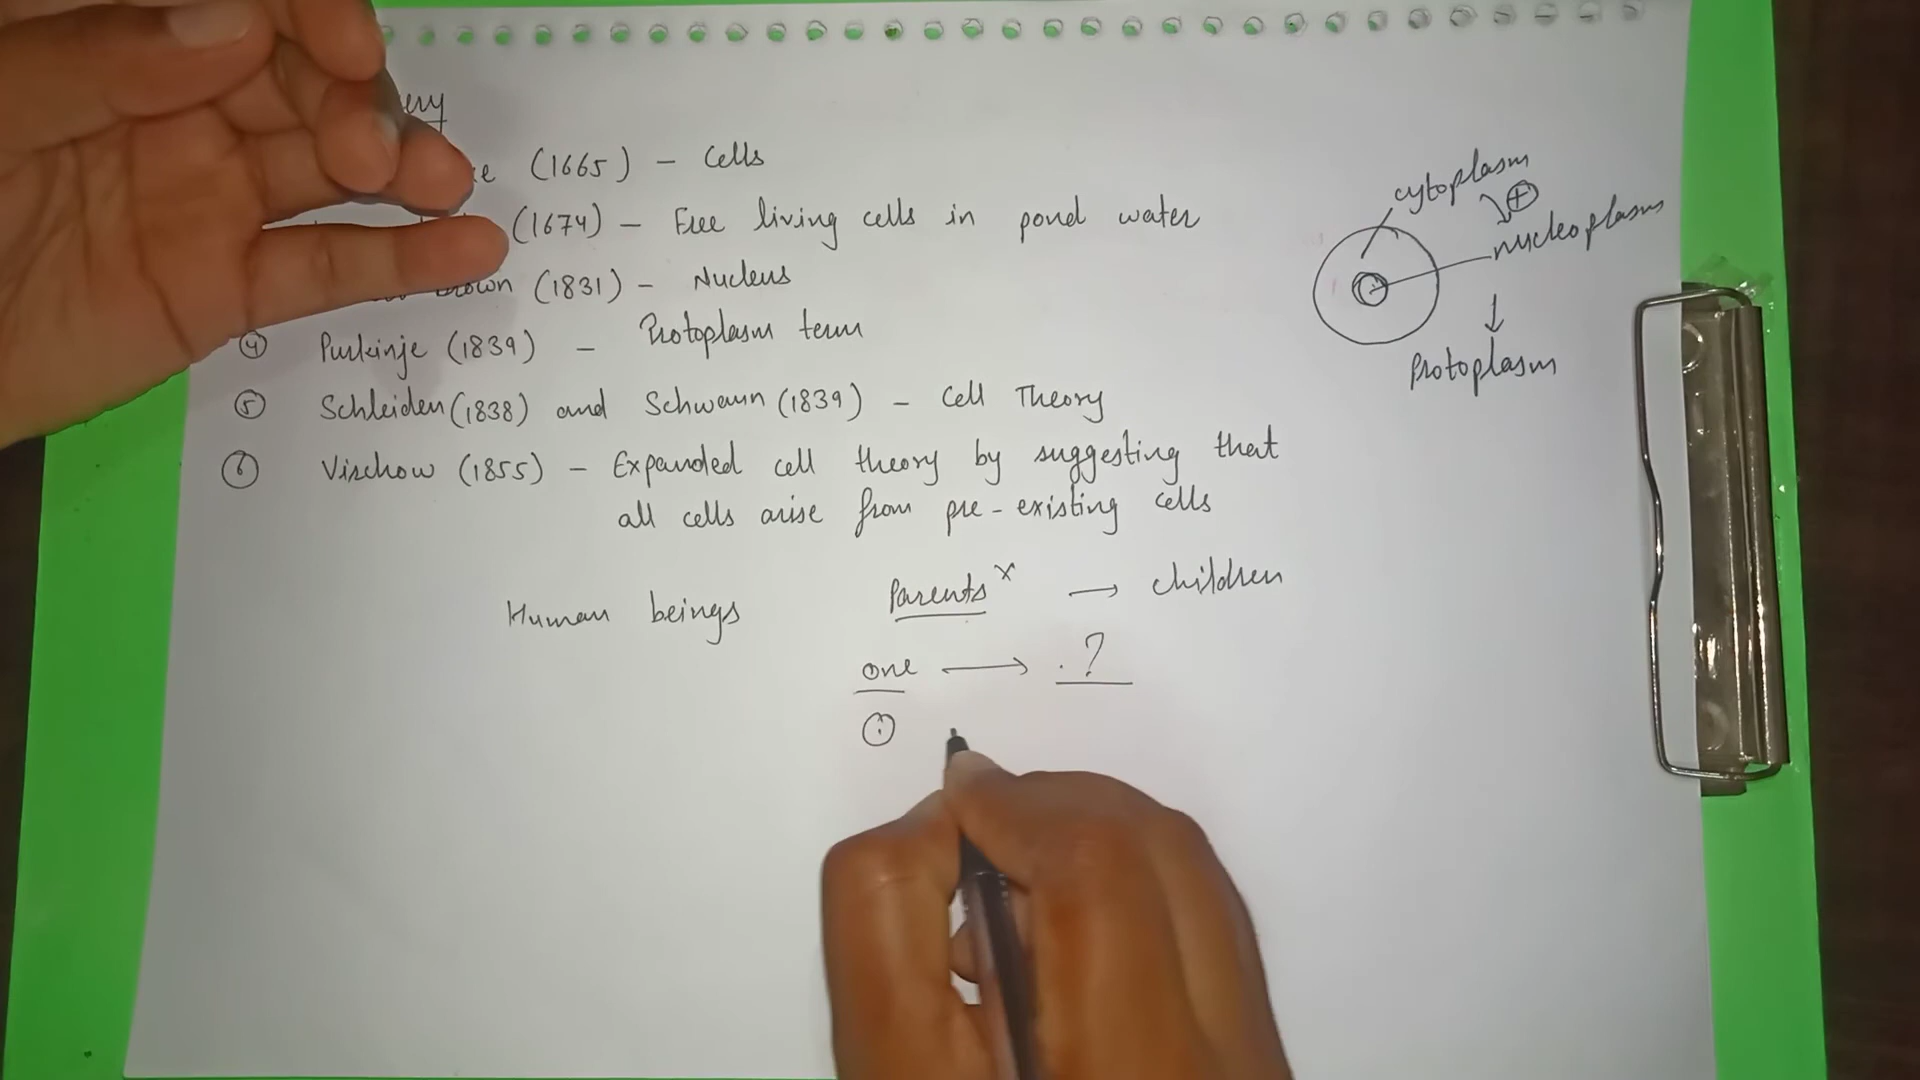 (1665) - Cells
(1674) - Free living cells in pond water
(1831) - Nucleus
④ Purkinje (1839) - Protoplasm term
⑤ Schleiden (1838) and Schwann (1839) - Cell Theory
⑥ Virchow (1855) - Expanded cell theory by suggesting that
all cells arise from pre-existing cells
Human beings Parents x → children
one → ?
cytoplasm
+
nucleoplasm
↓
Protoplasm